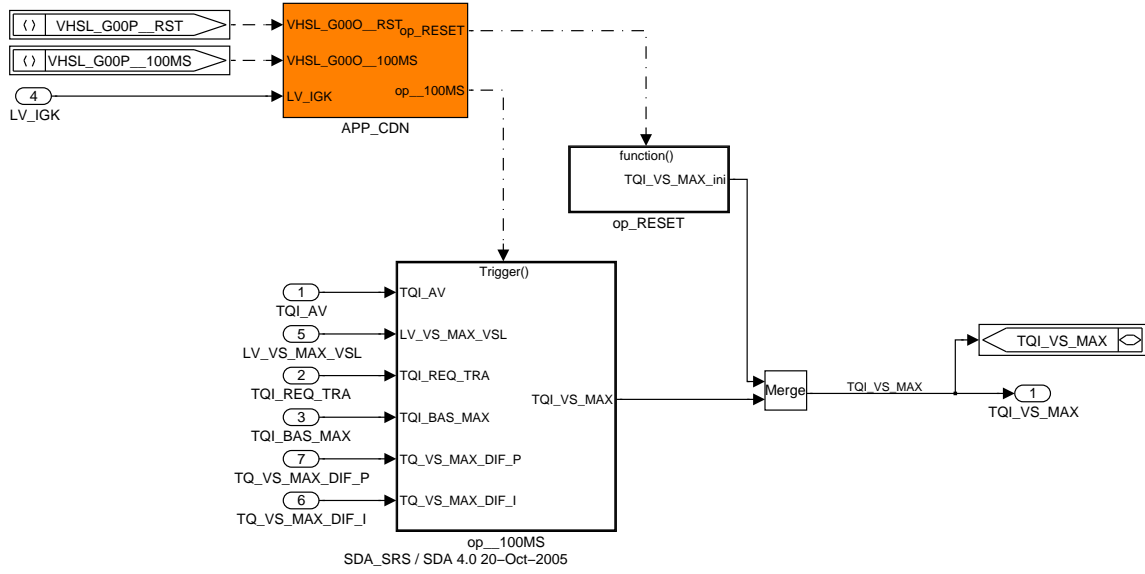 VHSL_G00P__RST
VHSL_G00P__100MS
4
LV_IGK
VHSL_G00O__RST
op_RESET
VHSL_G00O__100MS
op__100MS
LV_IGK
APP_CDN
function()
TQI_VS_MAX_ini
op_RESET
Trigger()
1
TQI_AV
TQI_AV
5
LV_VS_MAX_VSL
LV_VS_MAX_VSL
2
TQI_REQ_TRA
TQI_REQ_TRA
3
TQI_BAS_MAX
TQI_BAS_MAX
7
TQ_VS_MAX_DIF_P
TQ_VS_MAX_DIF_P
6
TQ_VS_MAX_DIF_I
TQ_VS_MAX_DIF_I
TQI_VS_MAX
op__100MS
SDA_SRS / SDA 4.0 20–Oct–2005
Merge
TQI_VS_MAX
TQI_VS_MAX
1
TQI_VS_MAX